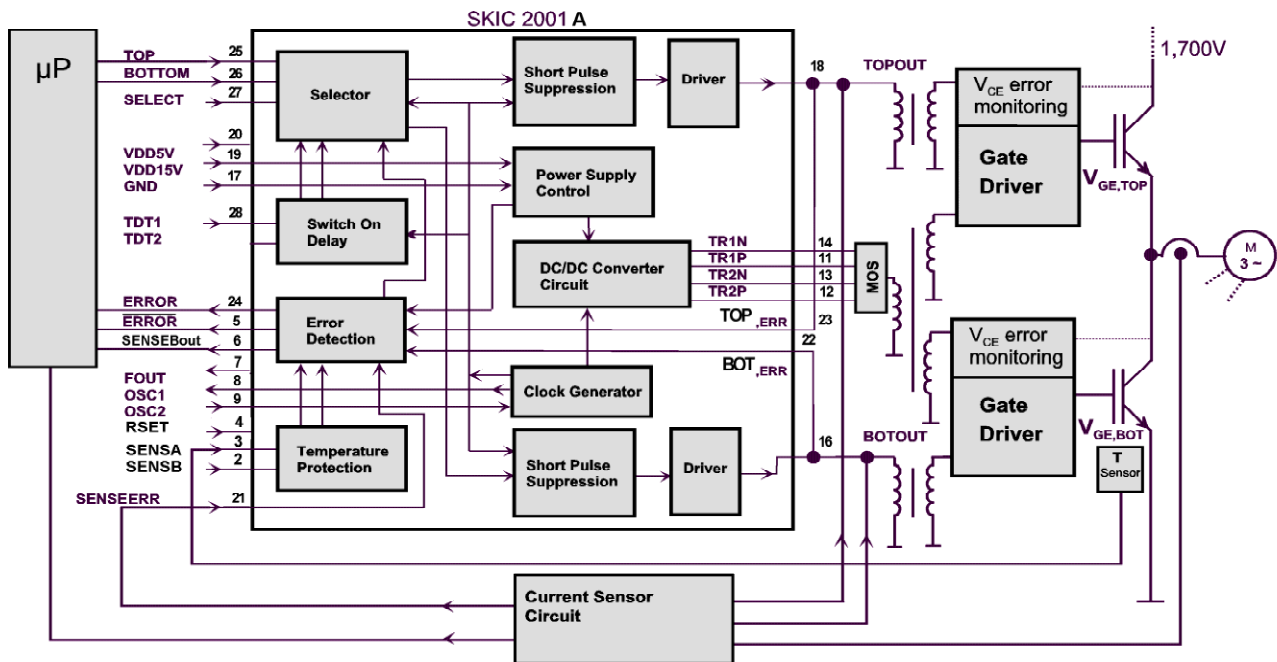 SKIC 2001 A
μP
TOP
25
BOTTOM
26
SELECT
27
20
VDD5V
19
VDD15V
GND
17
TDT1
28
TDT2
ERROR
24
ERROR
5
SENSEBout
6
7
FOUT
8
OSC1
9
OSC2
RSET
4
SENSA
3
SENSB
2
SENSEERR
21
Selector
Switch On
Delay
Error
Detection
Temperature
Protection
Short Pulse
Suppression
Driver
Power Supply
Control
DC/DC Converter
Circuit
Clock Generator
Short Pulse
Suppression
Driver
TR1N
14
TR1P
11
TR2N
13
TR2P
12
TOP,ERR
23
22
BOT,ERR
18
TOPOUT
16
BOTOUT
MOS
VCE error
monitoring
Gate
Driver
VGE,TOP
1,700V
M
3 ~
VCE error
monitoring
Gate
Driver
VGE,BOT
T
Sensor
Current Sensor
Circuit